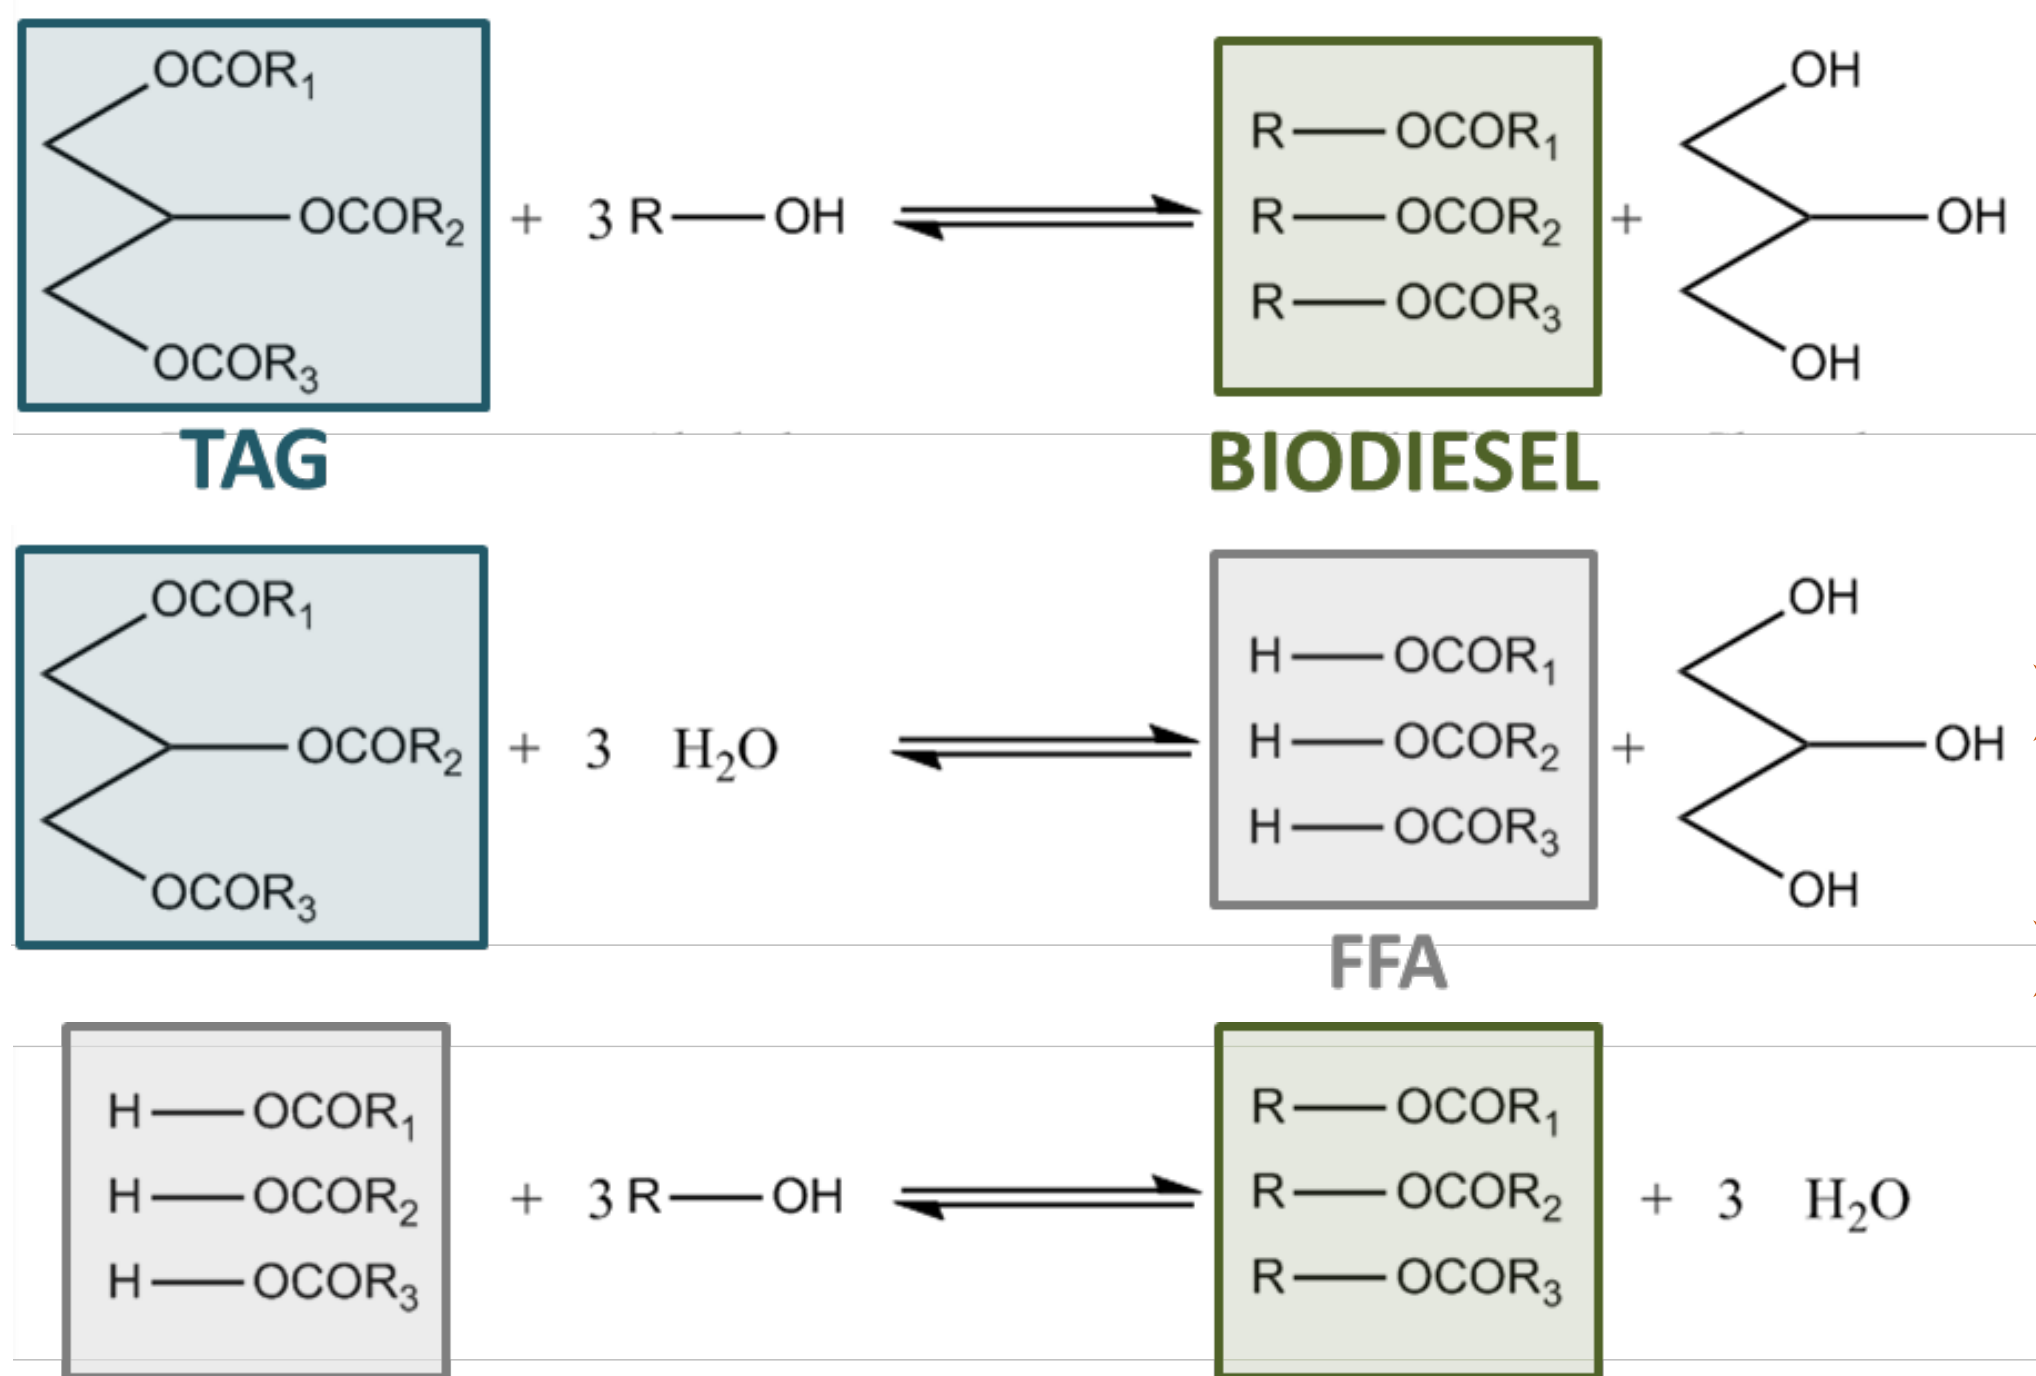 OCOR1 OH
R—OCOR1
OCOR2 + 3 R—OH R—OCOR2 + OH
R—OCOR3
OCOR3 OH
TAG BIODIESEL
OCOR1 OH
H—OCOR1
OCOR2 + 3 H2O H—OCOR2 + OH
H—OCOR3
OCOR3 OH
FFA
H—OCOR1 R—OCOR1
H—OCOR2 + 3 R—OH R—OCOR2 + 3 H2O
H—OCOR3 R—OCOR3